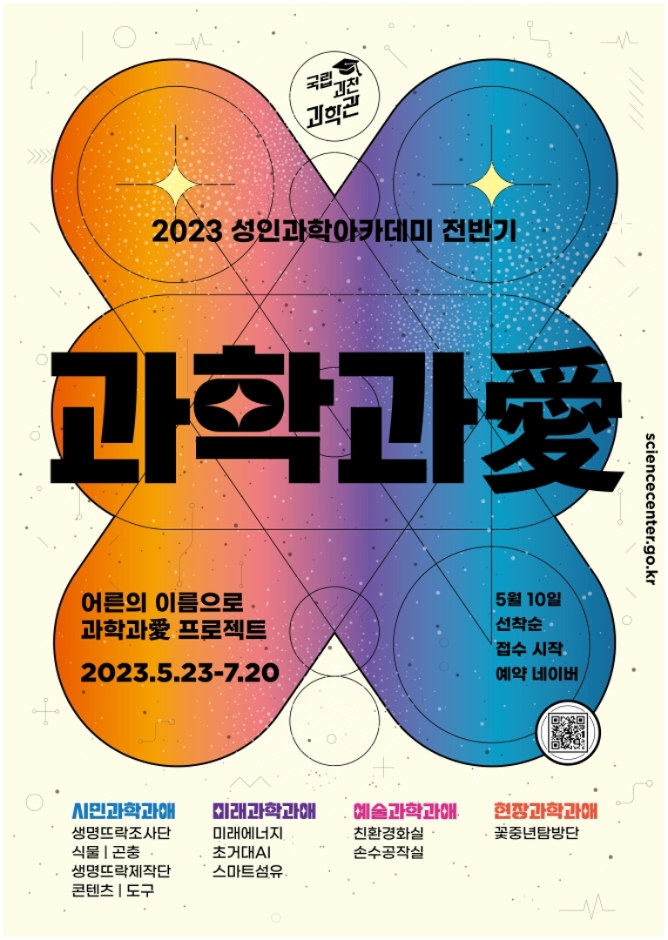 국립
과천
과학관
2023 성인과학아카데미 전반기
과학과愛
sciencecenter.go.kr
어른의 이름으로
과학과愛 프로젝트
2023.5.23-7.20
5월 10일
선착순
접수 시작
예약 네이버
시민과학과애
생명뜨락조사단
식물 | 곤충
생명뜨락제작단
콘텐츠 | 도구
미래과학과애
미래에너지
초거대AI
스마트섬유
예술과학과애
친환경화실
손수공작실
현장과학과애
꽃중년탐방단